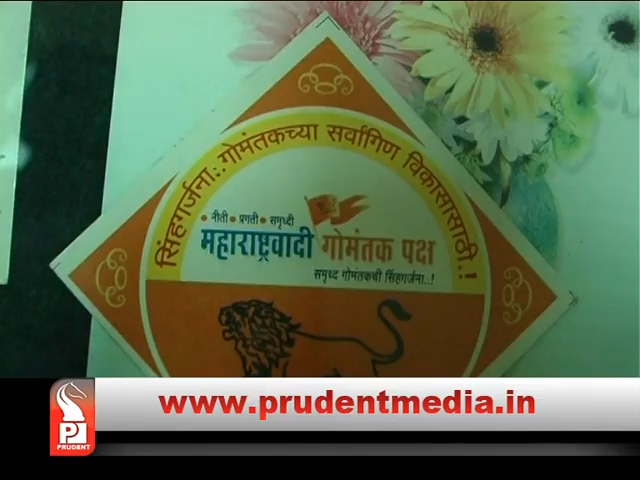 सिंहगर्जना..गोमंतकच्या सर्वांगिण विकासासाठी..!
• नीती • प्रगती • समृध्दी
महाराष्ट्रवादी गोमंतक पक्ष
समृध्द गोमंतकची सिंहगर्जना..!
www.prudentmedia.in
PRUDENT